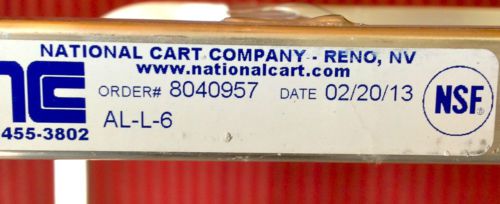 NATIONAL CART COMPANY - RENO, NV
www.nationalcart.com
NC
ORDER# 8040957 DATE 02/20/13
455-3802
AL-L-6
NSF